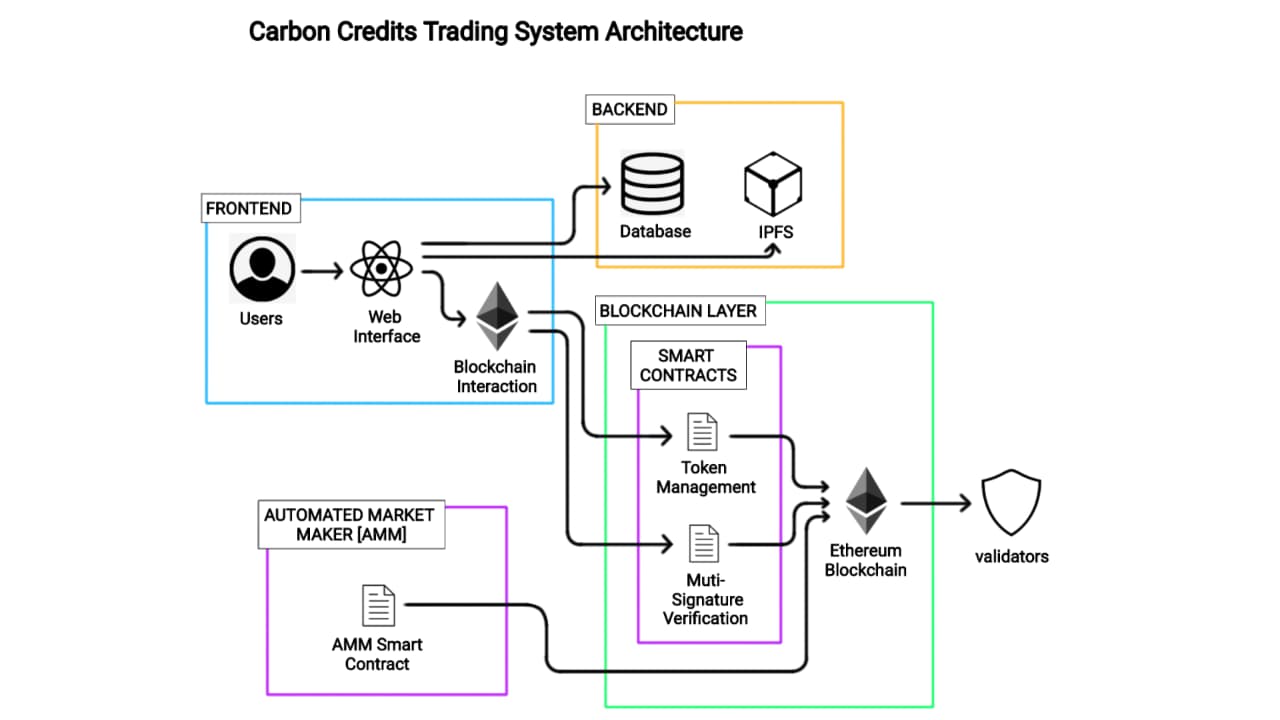 Carbon Credits Trading System Architecture
BACKEND
Database
IPFS
FRONTEND
Users
Web
Interface
Blockchain
Interaction
BLOCKCHAIN LAYER
SMART
CONTRACTS
Token
Management
Muti-
Signature
Verification
Ethereum
Blockchain
validators
AUTOMATED MARKET
MAKER [AMM]
AMM Smart
Contract